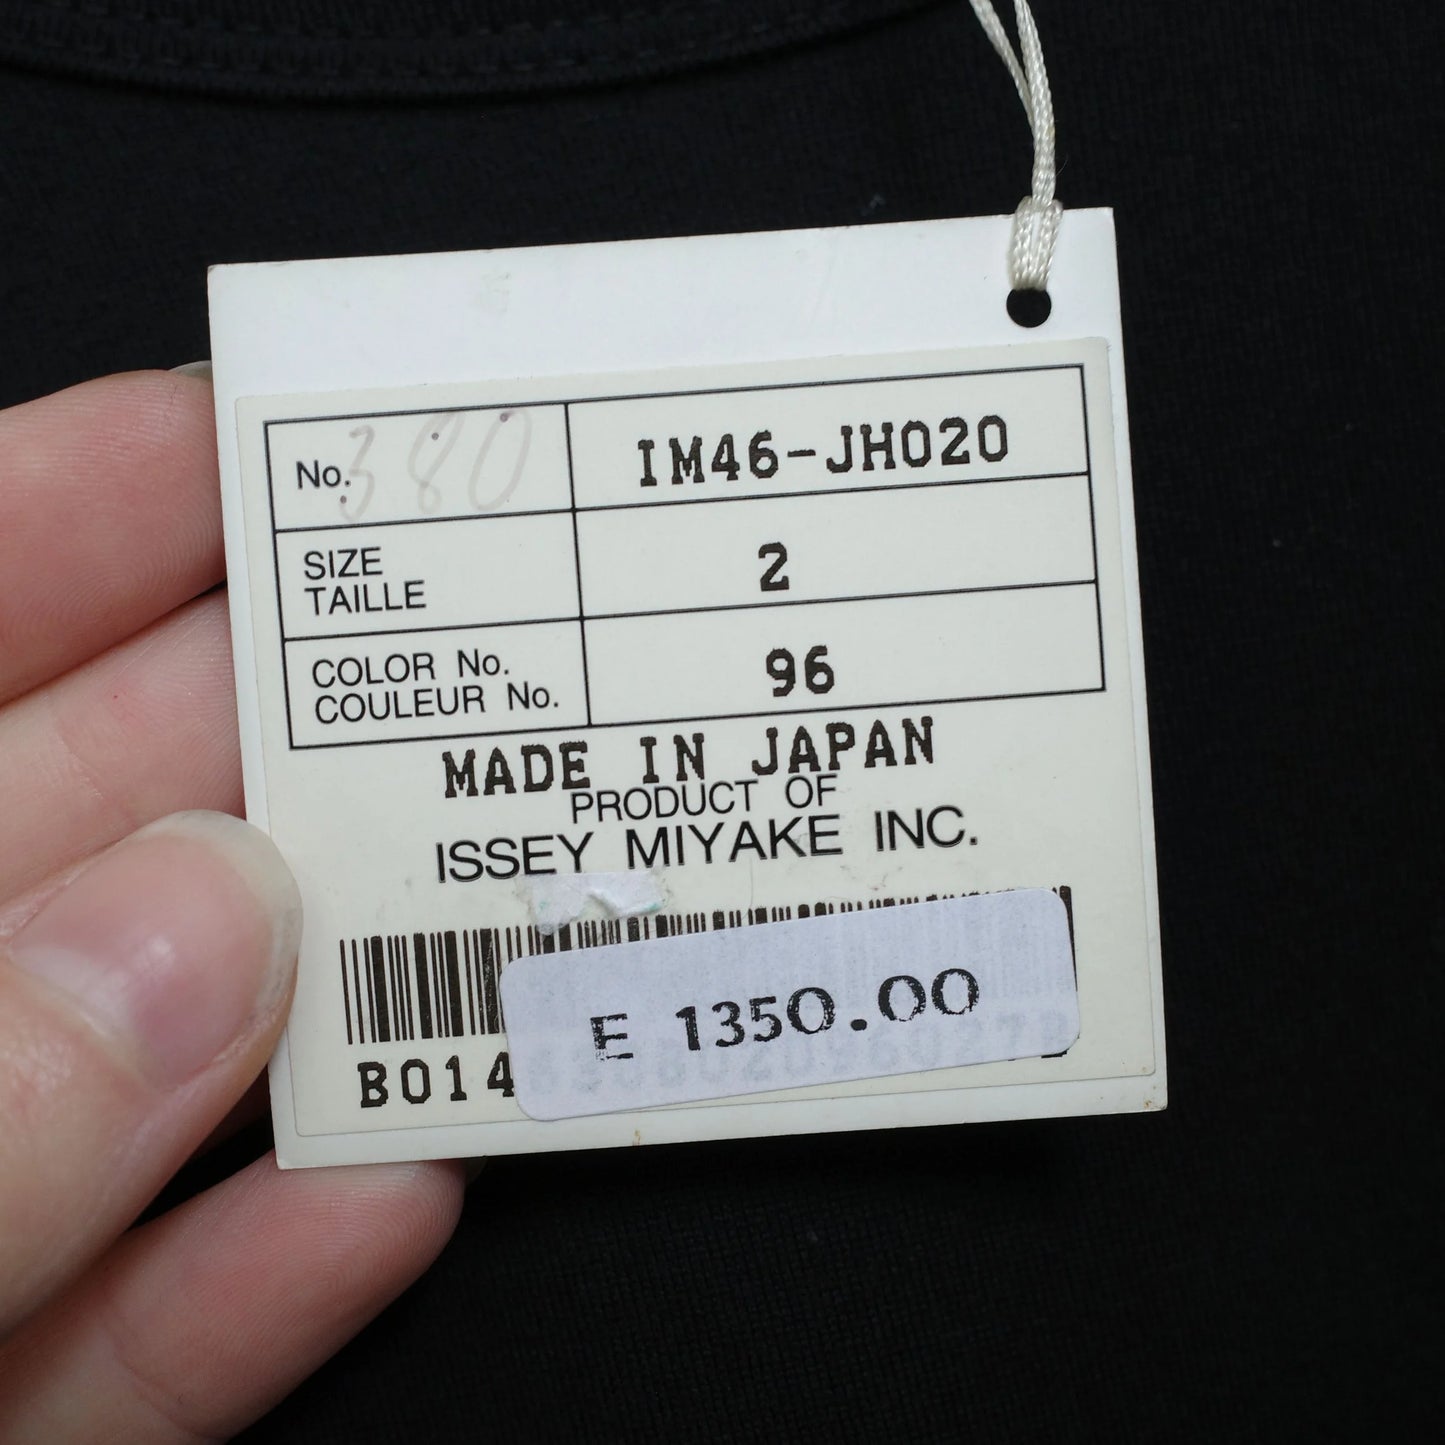 No. 380 IM46-JH020
SIZE
TAILLE
2
COLOR No.
COULEUR No.
96
MADE IN JAPAN
PRODUCT OF
ISSEY MIYAKE INC.
E 1350.00
B014